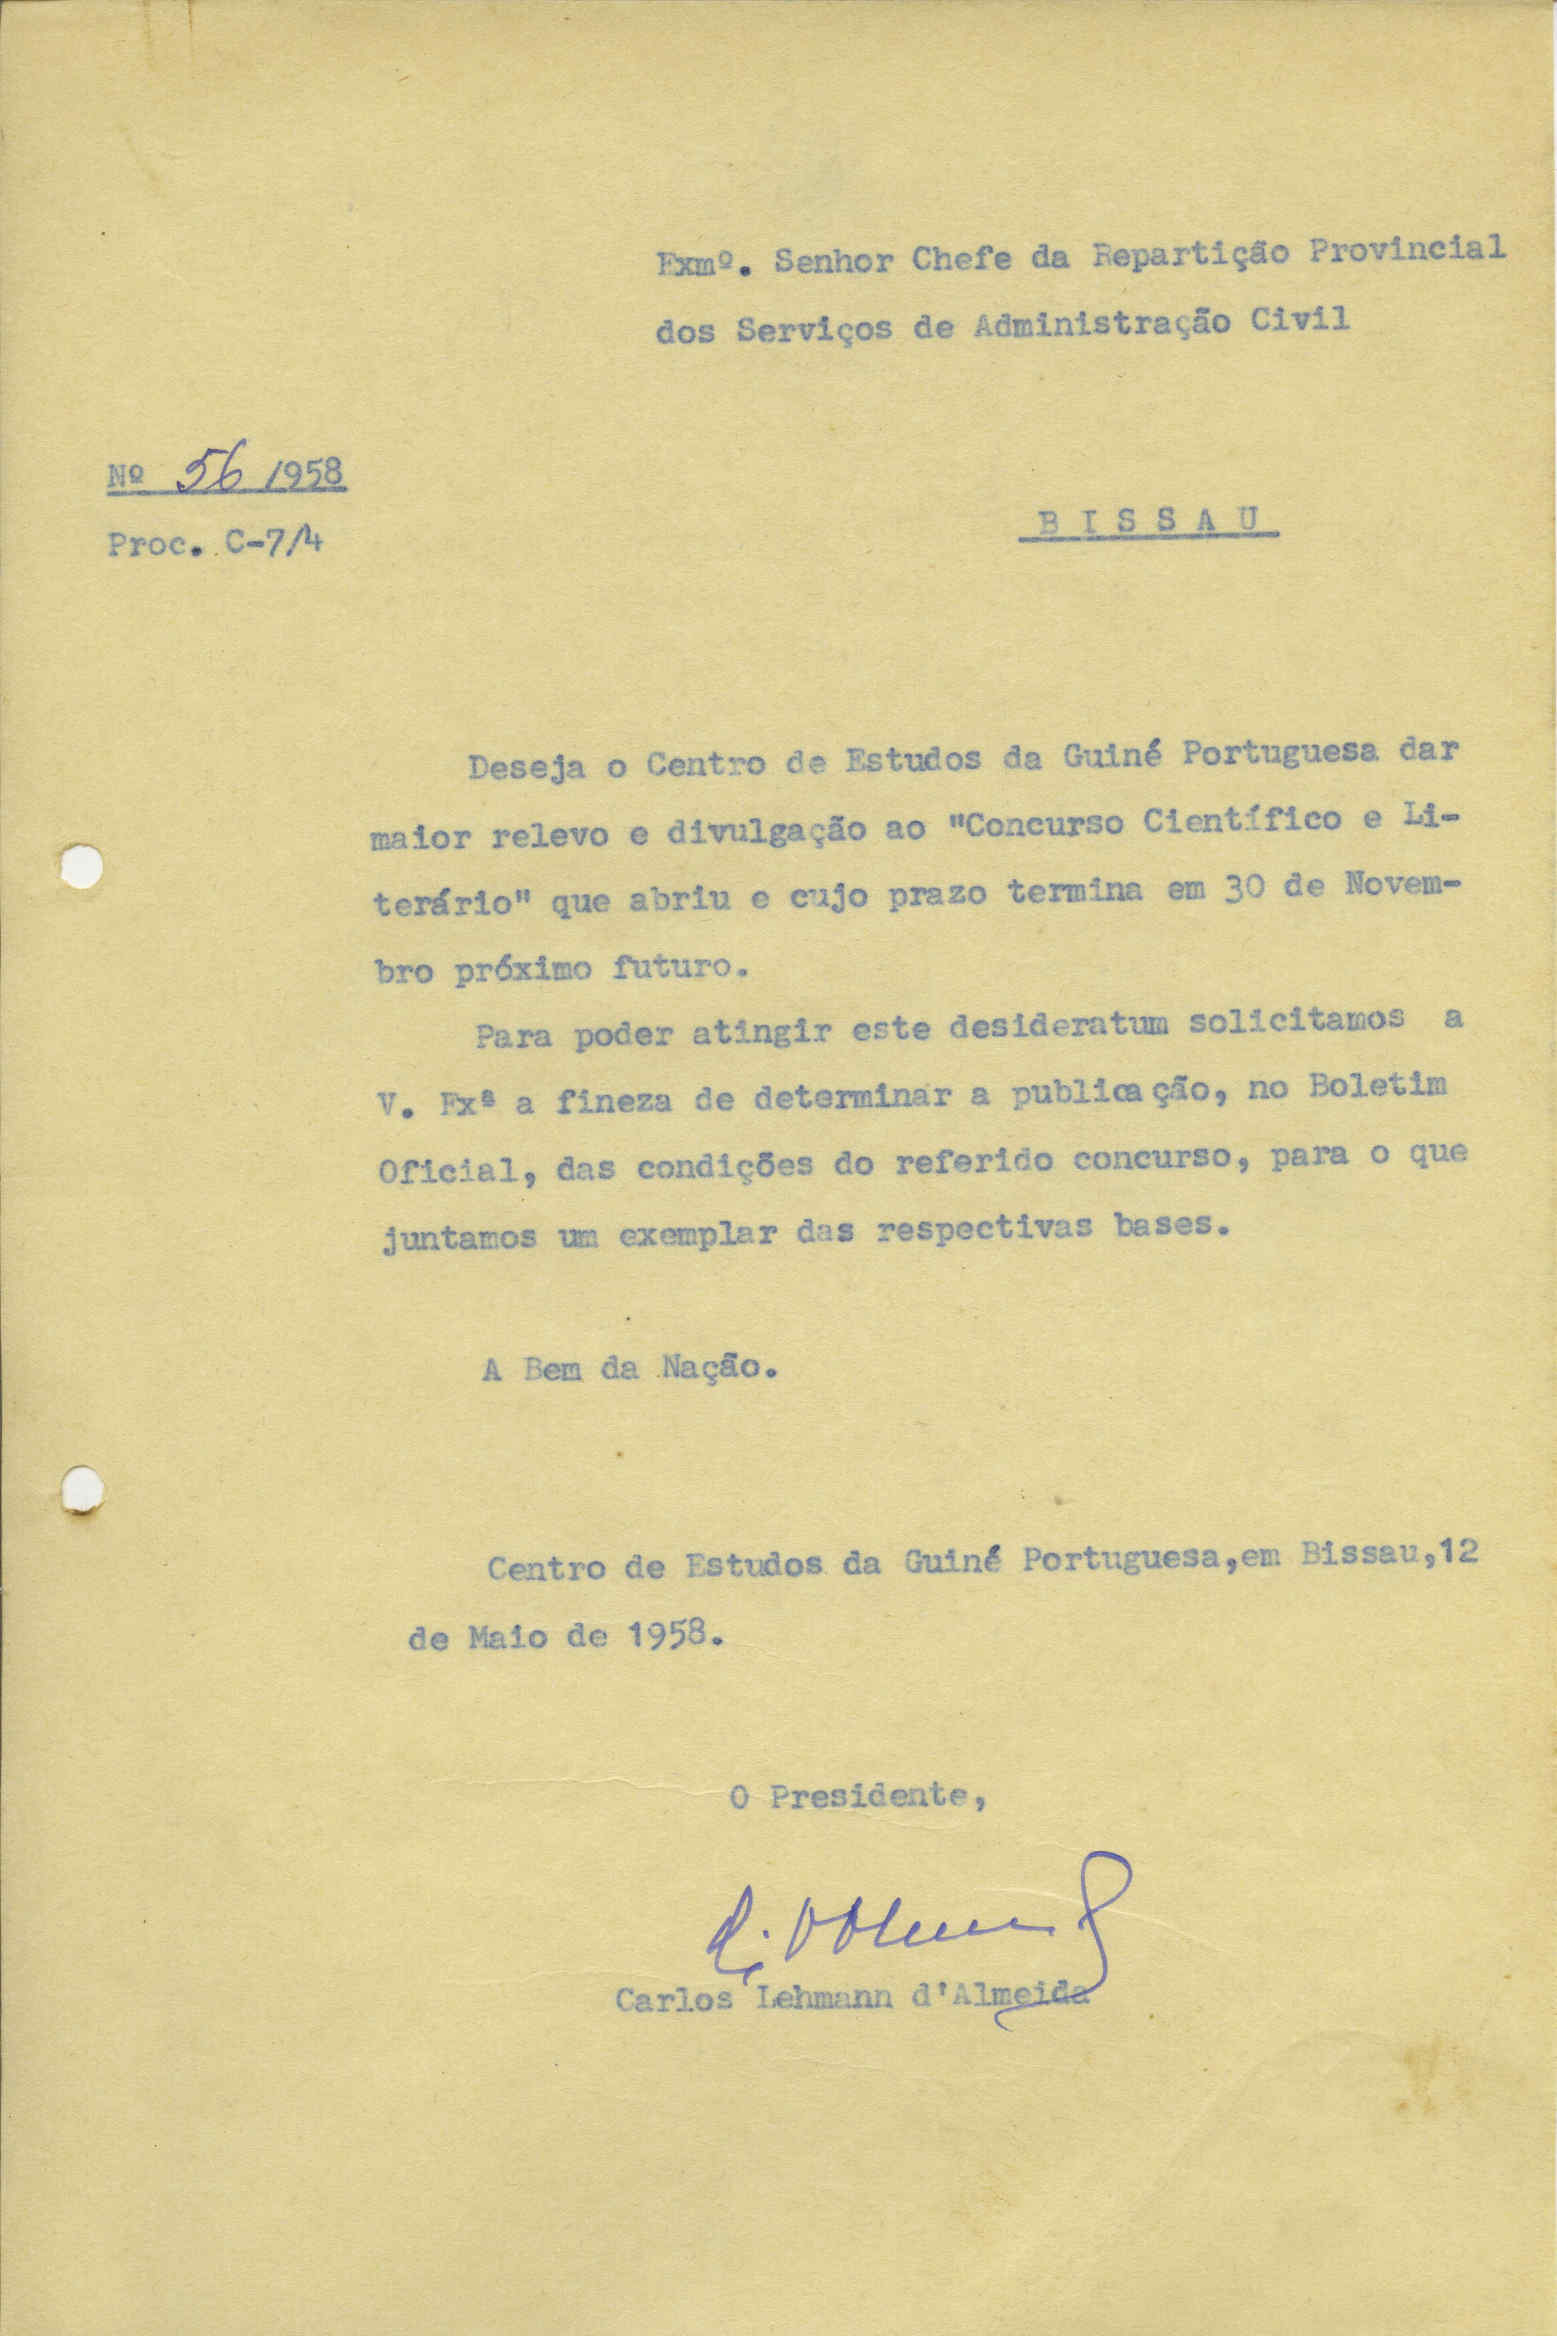 Exmº. Senhor Chefe da Repartição Provincial
dos Serviços de Administração Civil
Nº 56 /1958
Proc. C-7/4
B I S S A U
Deseja o Centro de Estudos da Guiné Portuguesa dar
maior relevo e divulgação ao "Concurso Científico e Li-
terário" que abriu e cujo prazo termina em 30 de Novem-
bro próximo futuro.
Para poder atingir este desideratum solicitamos a
V. Exª a fineza de determinar a publicação, no Boletim
Oficial, das condições do referido concurso, para o que
juntamos um exemplar das respectivas bases.
A Bem da Nação.
Centro de Estudos da Guiné Portuguesa,em Bissau,12
de Maio de 1958.
O Presidente,
Carlos Lehmann d'Almeida